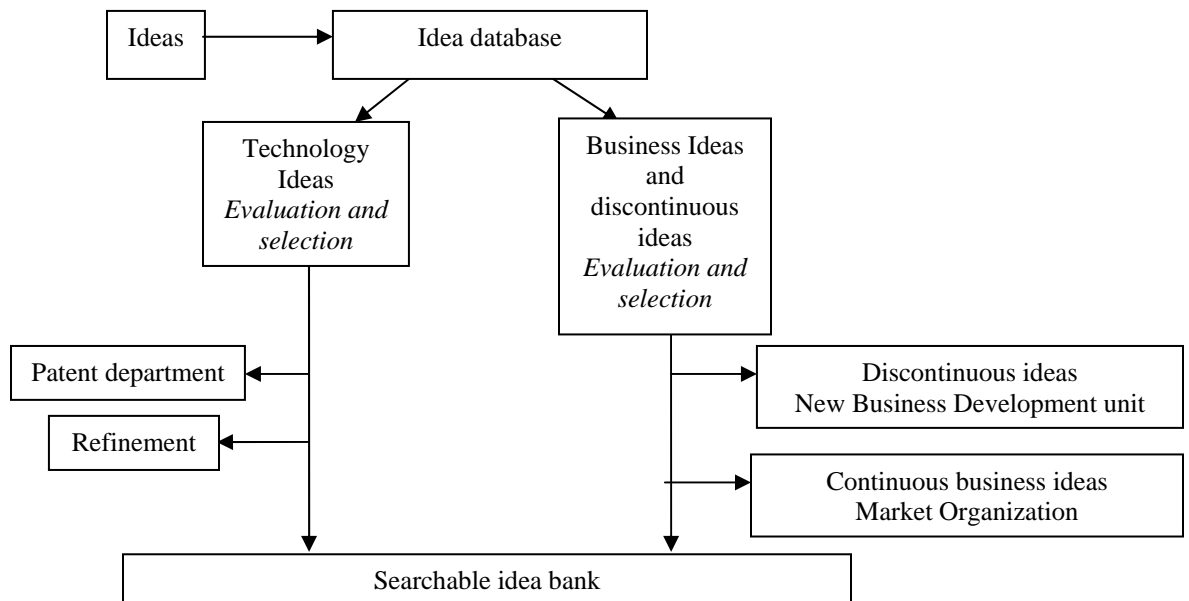 Ideas
Idea database
Technology
Ideas
Evaluation and
selection
Business Ideas
and
discontinuous
ideas
Evaluation and
selection
Patent department
Refinement
Discontinuous ideas
New Business Development unit
Continuous business ideas
Market Organization
Searchable idea bank